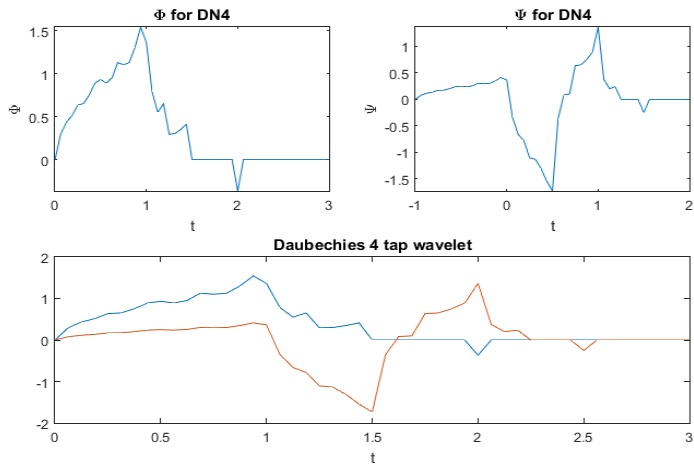 Φ for DN4
1.5
1
0.5
0
Φ
0 1 2 3
t
Ψ for DN4
1
0.5
0
-0.5
-1
-1.5
Ψ
-1 0 1 2
t
Daubechies 4 tap wavelet
2
1
0
-1
-2
0 0.5 1 1.5 2 2.5 3
t